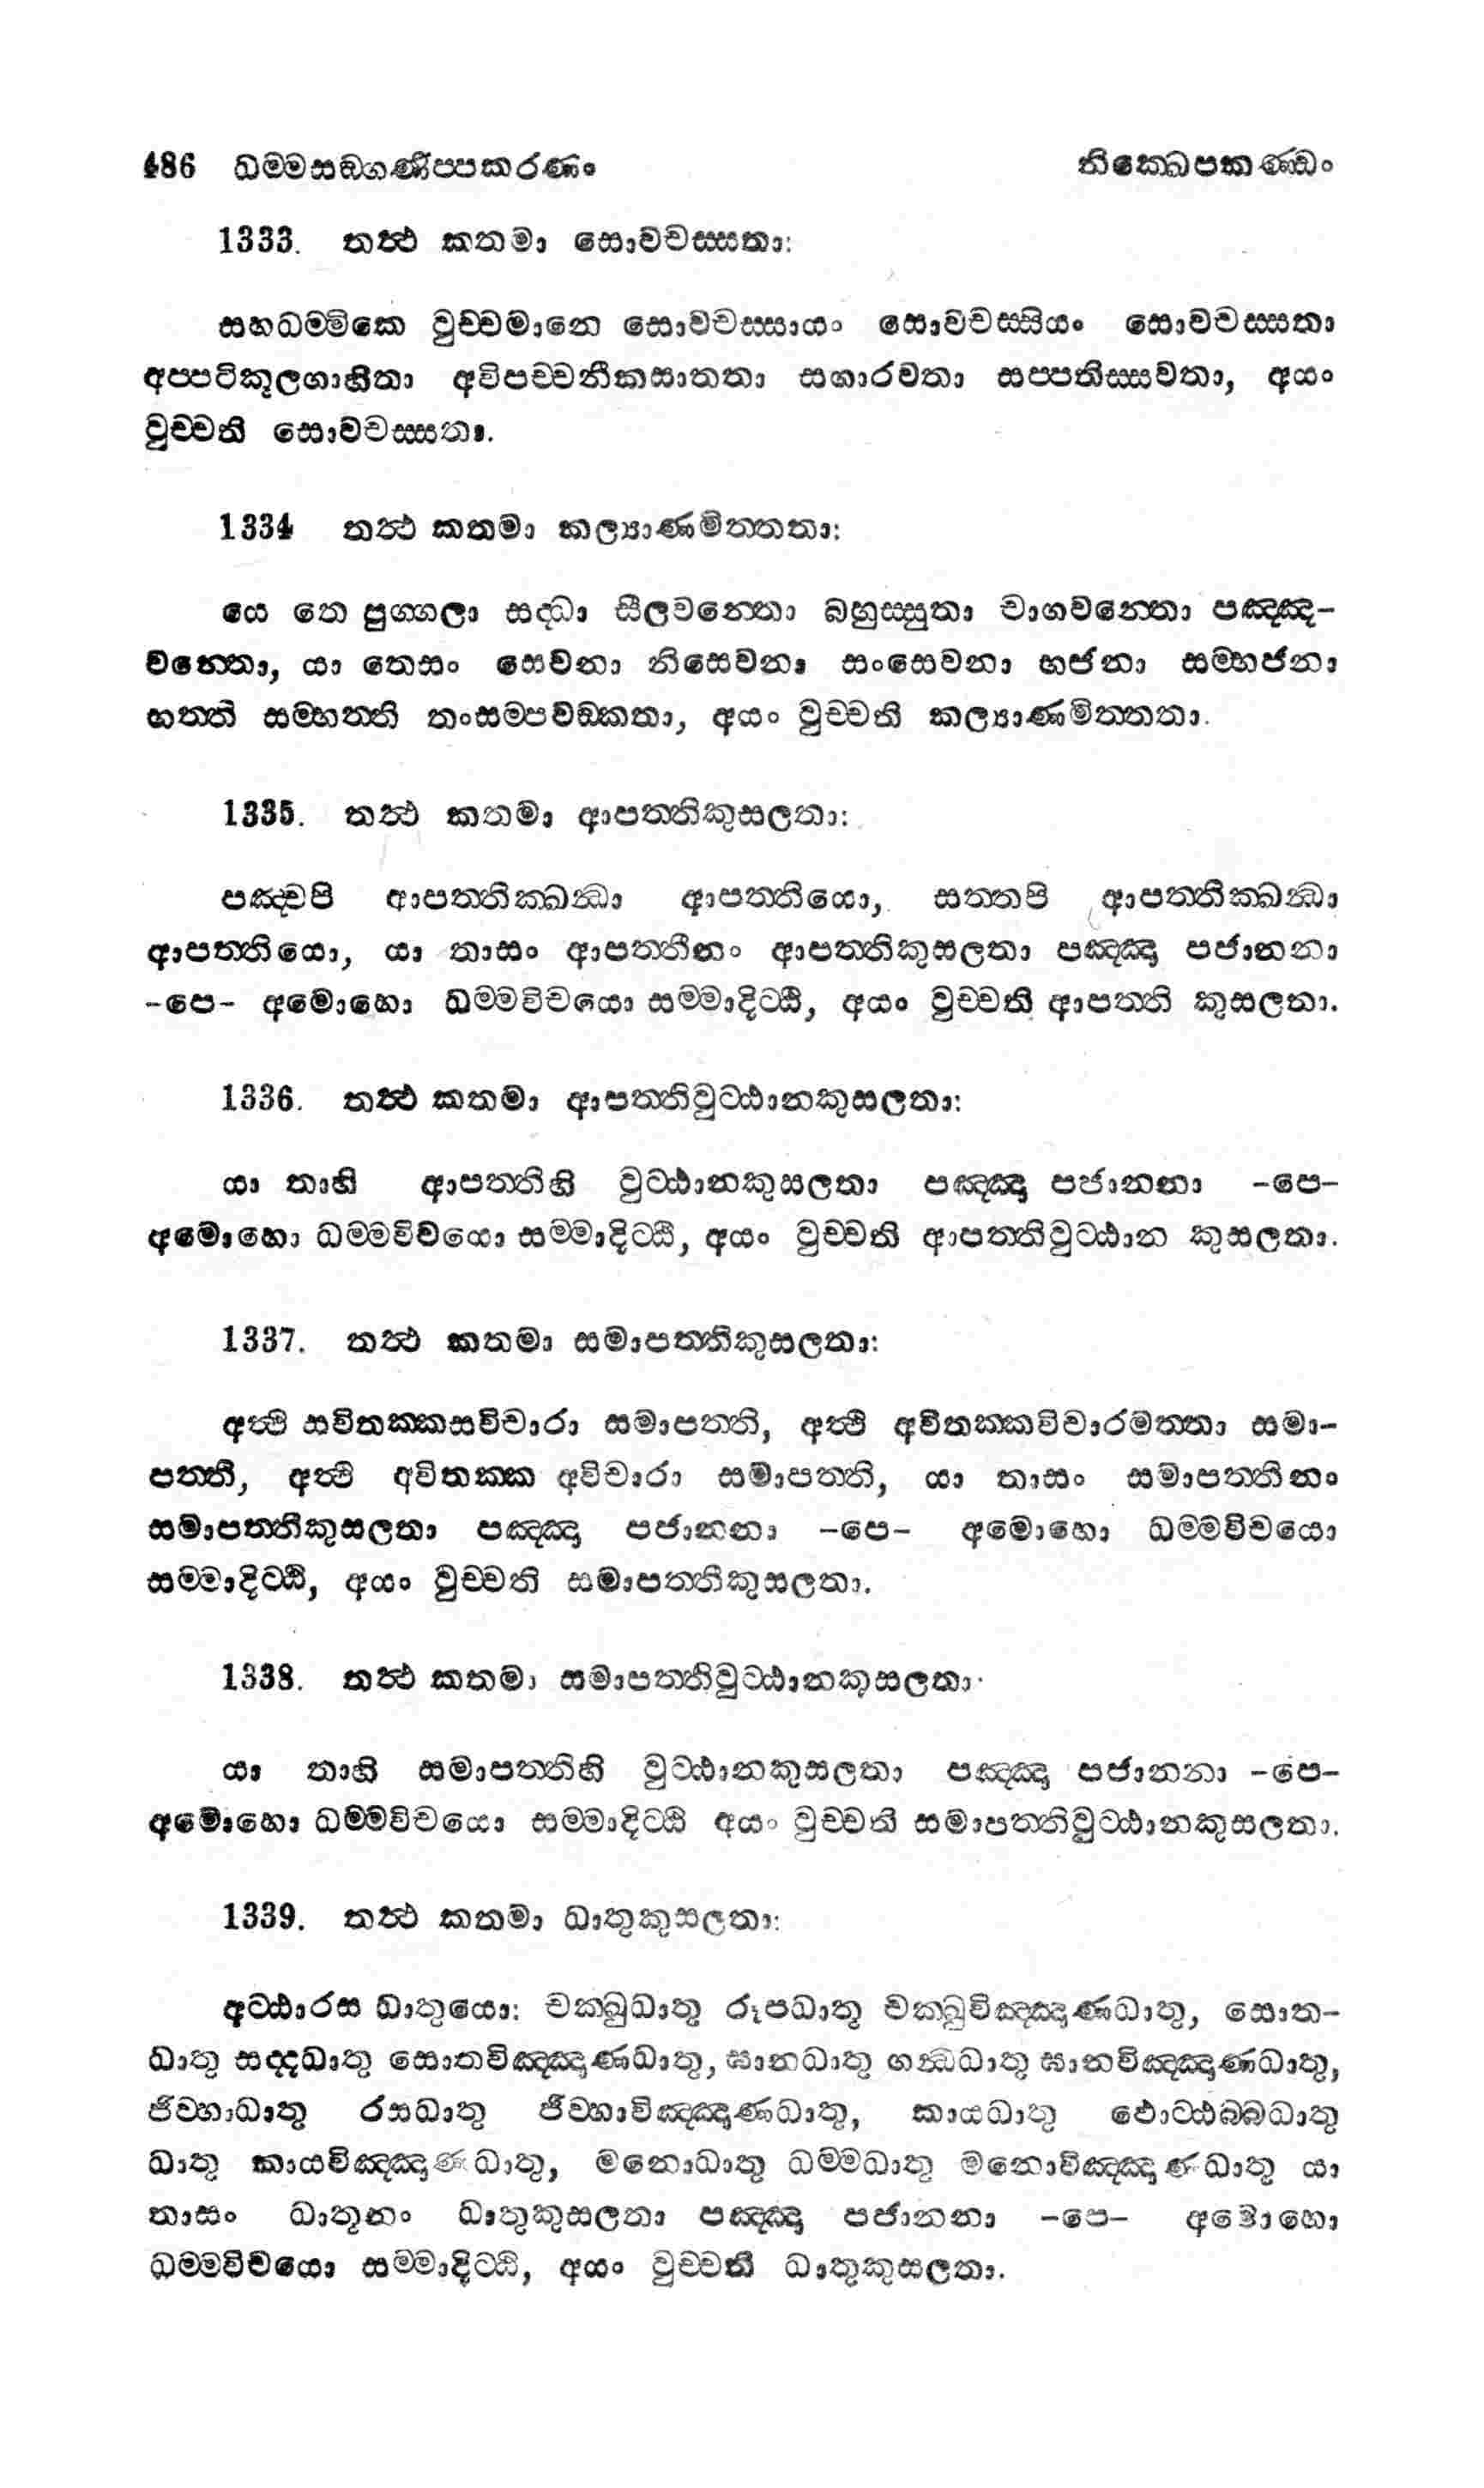 486 ධම්මසඞ්ගණිප්පකරණං නික්ඛෙපකණ්ඩං
1333. තත්ථ කතමා සොවචස්සතා:
සහධම්මිකෙ වුච්චමානෙ සොවචස්සායං සොවචස්සියං සොවචස්සතා
අප්පටිකූලගාහිතා අවිපච්චනීකසාතතා සගාරවතා සප්පතිස්සවතා, අයං
වුච්චති සොවචස්සතා.
1334 තත්ථ කතමා කල්‍යාණමිත්තතා:
යෙ තෙ පුග්ගලා සද්ධා සීලවන්තො බහුස්සුතා චාගවන්තො පඤ්ඤ-
වන්තො, යා තෙසං සෙවනා නිසෙවනා සංසෙවනා භජනා සම්භජනා
භත්ති සම්භත්ති තංසම්පවඞ්කතා, අයං වුච්චති කල්‍යාණමිත්තතා.
1335. තත්ථ කතමා ආපත්තිකුසලතා:
පඤ්චපි ආපත්තික්ඛන්ධා ආපත්තියො, සත්තපි ආපත්තික්ඛන්ධා
ආපත්තියො, යා තාසං ආපත්තීනං ආපත්තිකුසලතා පඤ්ඤා පජානනා
-පෙ- අමොහො ධම්මවිචයො සම්මාදිට්ඨි, අයං වුච්චති ආපත්ති කුසලතා.
1336. තත්ථ කතමා ආපත්තිවුට්ඨානකුසලතා:
යා තාහි ආපත්තිහි වුට්ඨානකුසලතා පඤ්ඤා පජානනා -පෙ-
අමොහො ධම්මවිචයො සම්මාදිට්ඨි, අයං වුච්චති ආපත්තිවුට්ඨාන කුසලතා.
1337. තත්ථ කතමා සමාපත්තිකුසලතා:
අත්ථි සවිතක්කසවිචාරා සමාපත්ති, අත්ථි අවිතක්කවිචාරමත්තා සමා-
පත්ති, අත්ථි අවිතක්ක අවිචාරා සමාපත්ති, යා තාසං සමාපත්තීනං
සමාපත්තිකුසලතා පඤ්ඤා පජානනා -පෙ- අමොහො ධම්මවිචයො
සම්මාදිට්ඨි, අයං වුච්චති සමාපත්තිකුසලතා.
1338. තත්ථ කතමා සමාපත්තිවුට්ඨානකුසලතා·
යා තාහි සමාපත්තිහි වුට්ඨානකුසලතා පඤ්ඤා පජානනා -පෙ-
අමොහො ධම්මවිචයො සම්මාදිට්ඨි අයං වුච්චති සමාපත්තිවුට්ඨානකුසලතා.
1339. තත්ථ කතමා ධාතුකුසලතා:
අට්ඨාරස ධාතුයො: චක්ඛුධාතු රූපධාතු චක්ඛුවිඤ්ඤාණධාතු, සොත-
ධාතු සද්දධාතු සොතවිඤ්ඤාණධාතු, ඝානධාතු ගන්ධධාතු ඝානවිඤ්ඤාණධාතු,
ජිව්හාධාතු රසධාතු ජිව්හාවිඤ්ඤාණධාතු, කායධාතු ඵොට්ඨබ්බධාතු
ධාතු කායවිඤ්ඤාණධාතු, මනොධාතු ධම්මධාතු මනොවිඤ්ඤාණධාතු යා
තාසං ධාතූනං ධාතුකුසලතා පඤ්ඤා පජානනා -පෙ- අමොහො
ධම්මවිචයො සම්මාදිට්ඨි, අයං වුච්චති ධාතුකුසලතා.